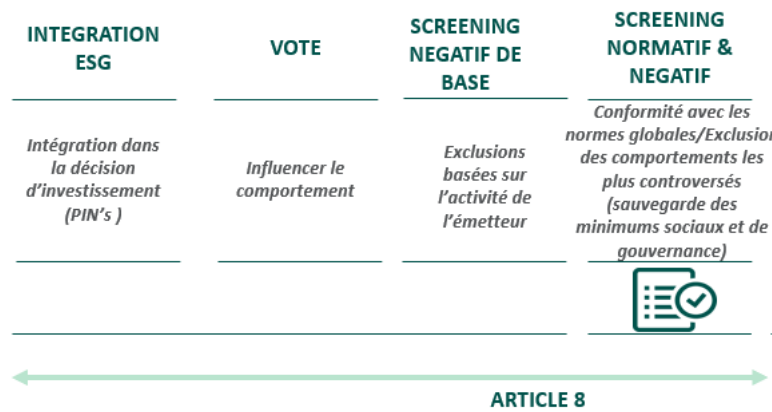 INTEGRATION
ESG
VOTE
SCREENING
NEGATIF DE
BASE
SCREENING
NORMATIF &
NEGATIF
Intégration dans
la décision
d'investissement
(PIN's )
Influencer le
comportement
Exclusions
basées sur
l'activité de
l'émetteur
Conformité avec les
normes globales/Exclusion
des comportements les
plus controversés
(sauvegarde des
minimums sociaux et de
gouvernance)
ARTICLE 8